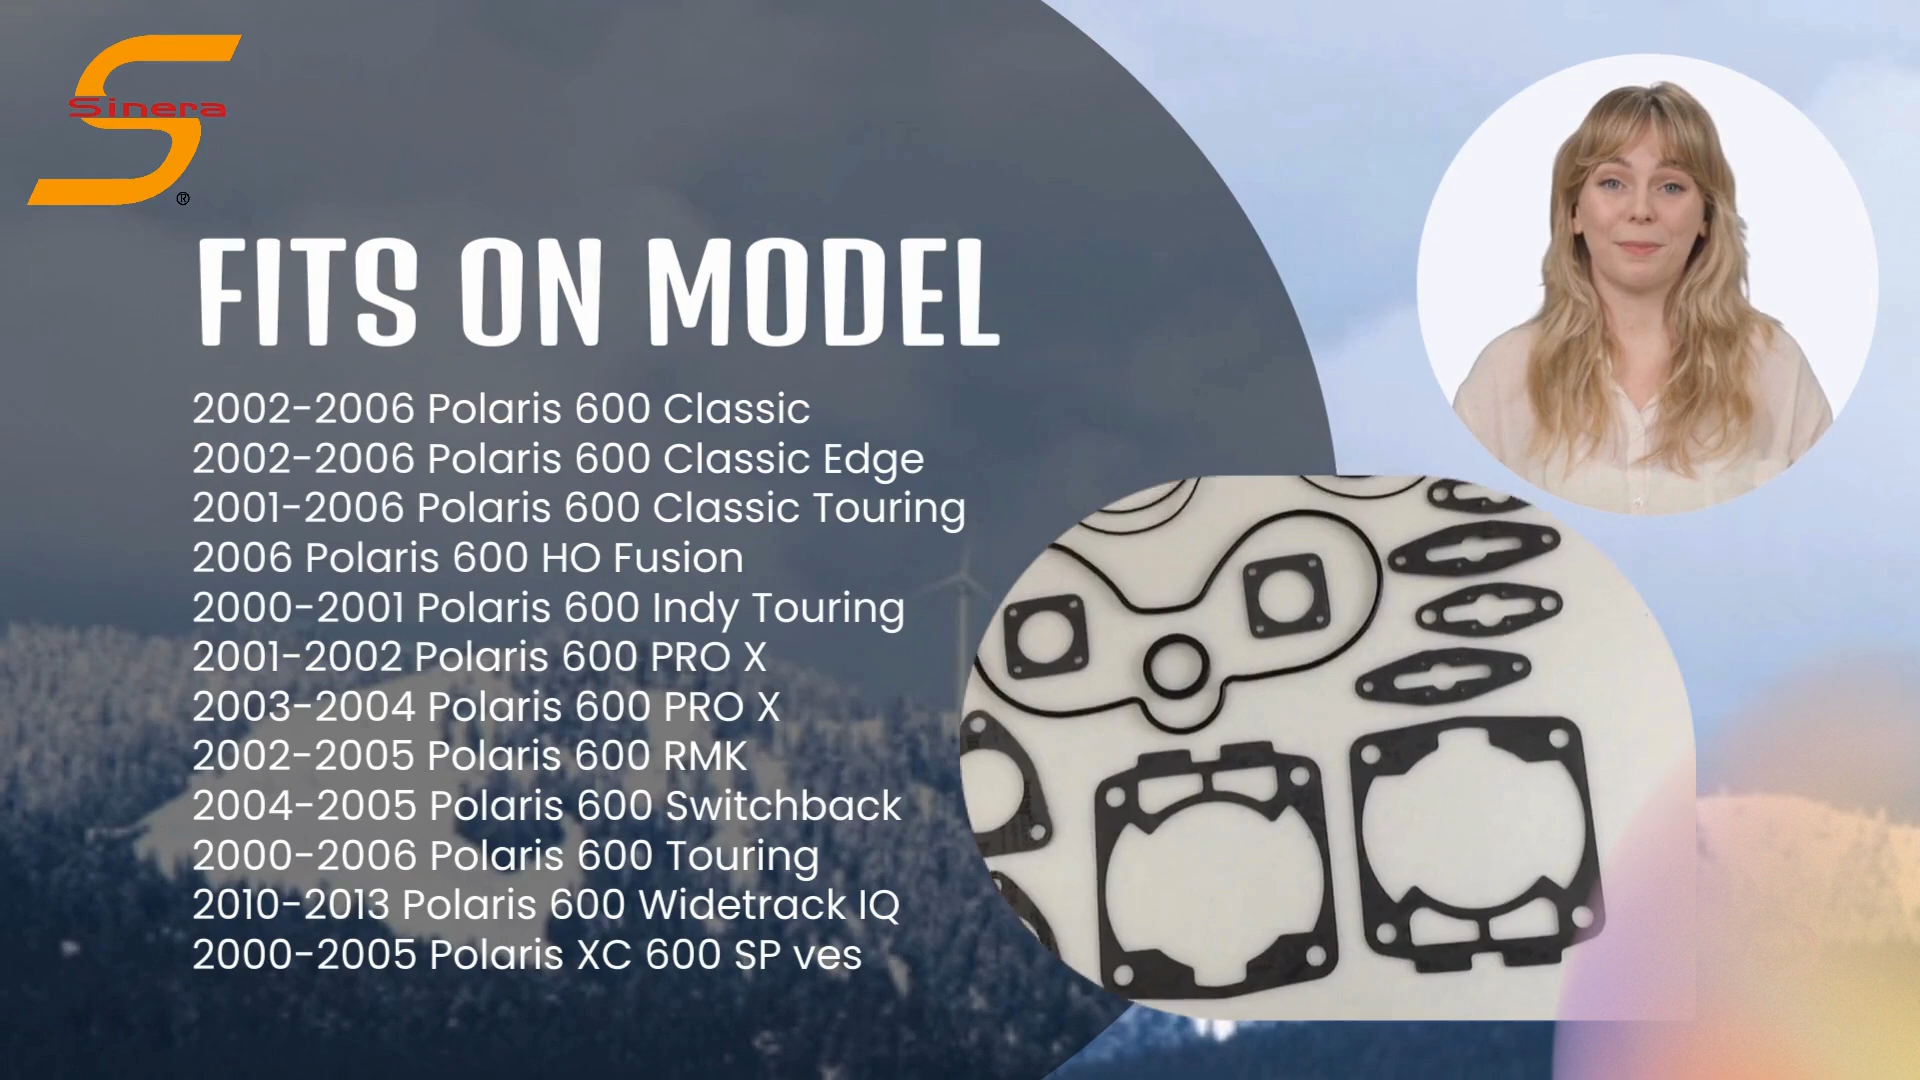 Sinera
®
FITS ON MODEL
2002-2006 Polaris 600 Classic
2002-2006 Polaris 600 Classic Edge
2001-2006 Polaris 600 Classic Touring
2006 Polaris 600 HO Fusion
2000-2001 Polaris 600 Indy Touring
2001-2002 Polaris 600 PRO X
2003-2004 Polaris 600 PRO X
2002-2005 Polaris 600 RMK
2004-2005 Polaris 600 Switchback
2000-2006 Polaris 600 Touring
2010-2013 Polaris 600 Widetrack IQ
2000-2005 Polaris XC 600 SP ves